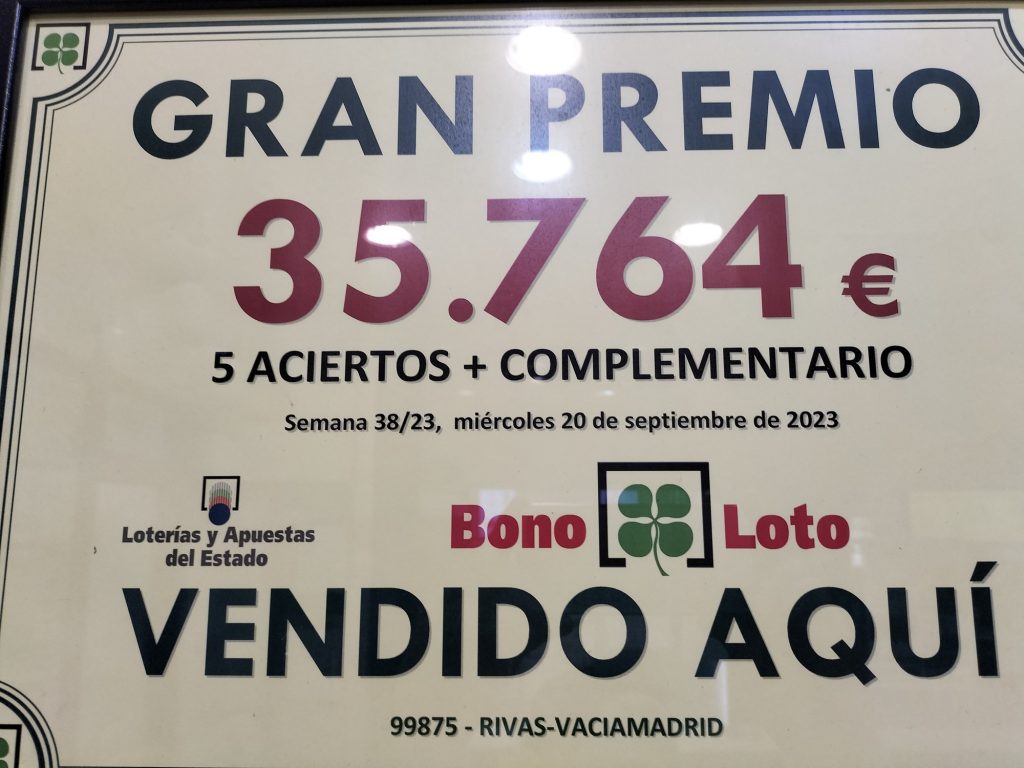 GRAN PREMIO
35.764 €
5 ACIERTOS + COMPLEMENTARIO
Semana 38/23, miércoles 20 de septiembre de 2023
Loterías y Apuestas
del Estado
Bono Loto
VENDIDO AQUÍ
99875 - RIVAS-VACIAMADRID